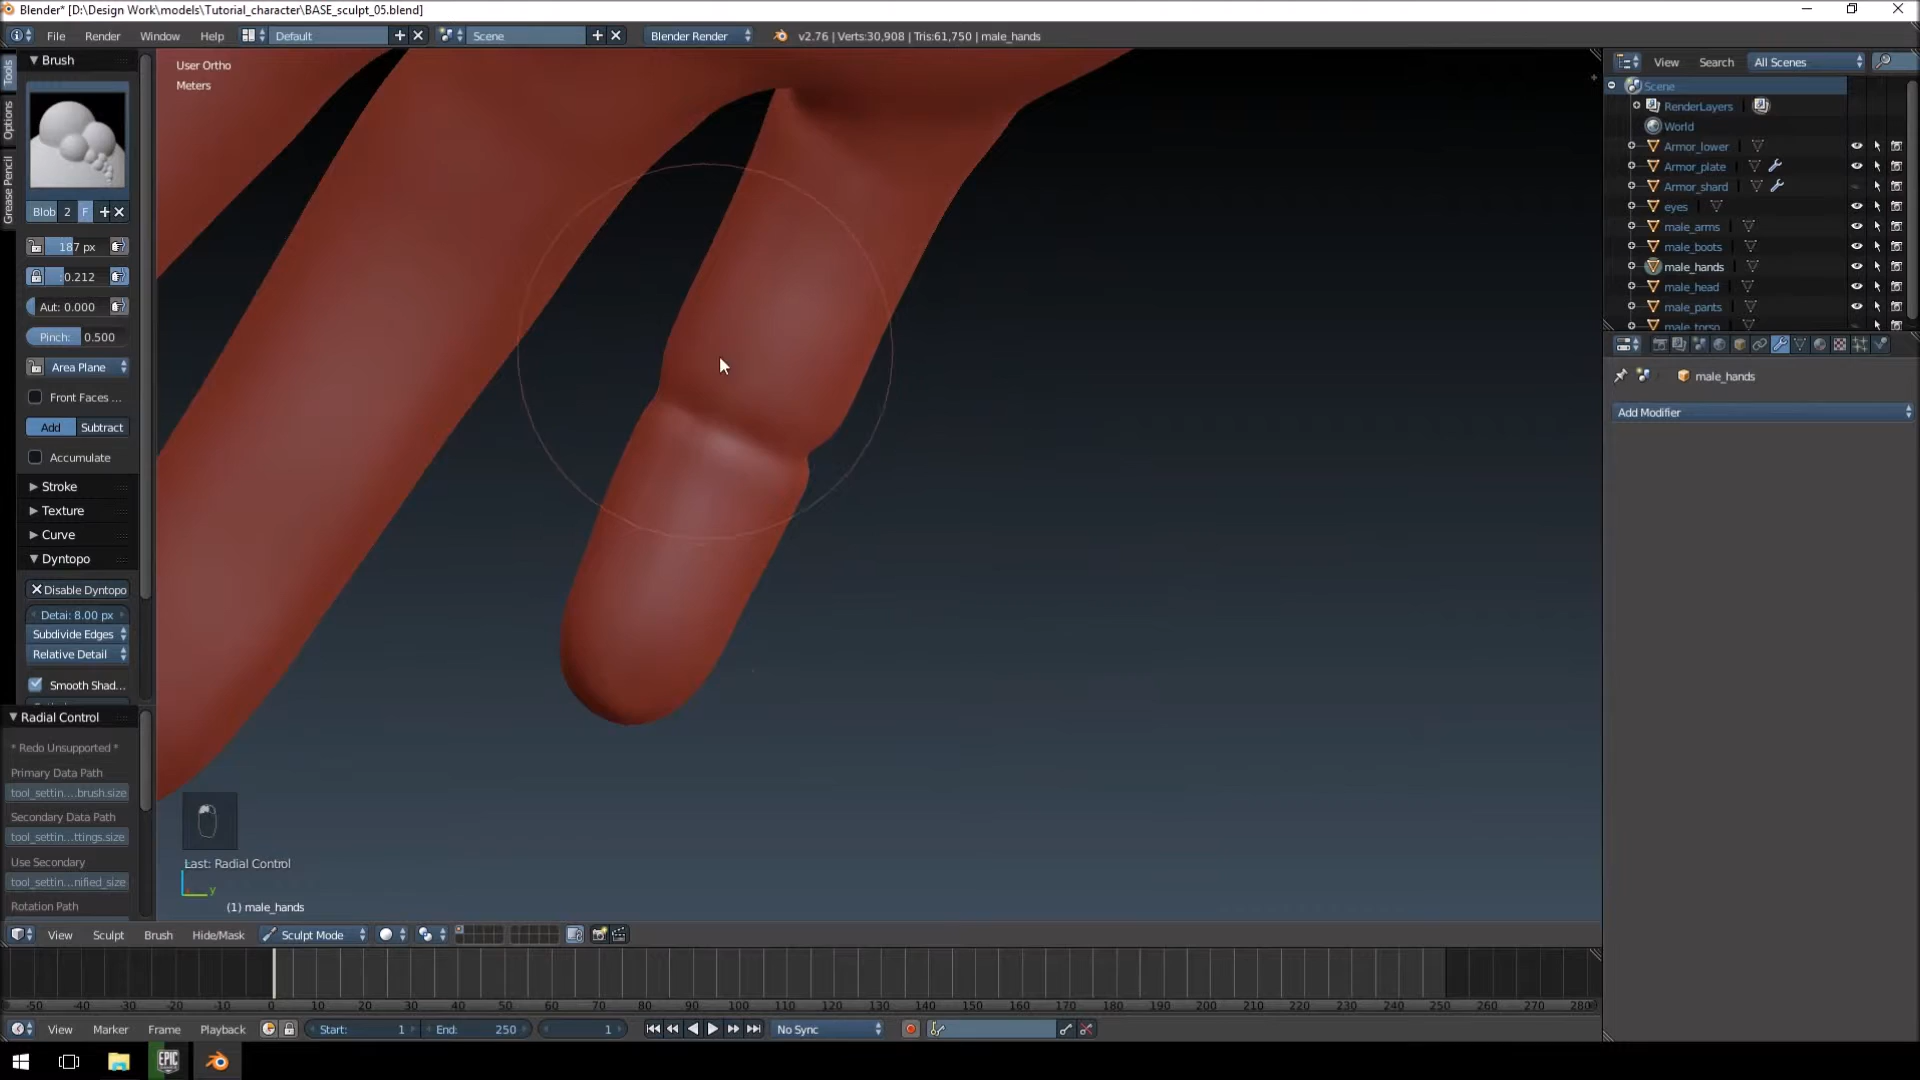 Blender* [D:\Design Work\models\Tutorial_character\BASE_sculpt_05.blend]
File Render Window Help Default Scene Blender Render v2.76 | Verts:30,908 | Tris:61,750 | male_hands
Tools
Options
Grease Pencil
Brush
Blob 2 F
187 px
:0.212
Aut: 0.000
Pinch: 0.500
Area Plane
Front Faces ...
Add Subtract
Accumulate
Stroke
Texture
Curve
Dyntopo
Disable Dyntopo
Detai: 8.00 px
Subdivide Edges
Relative Detail
Smooth Shad...
Radial Control
* Redo Unsupported *
Primary Data Path
tool_settin....brush.size
Secondary Data Path
tool_settin...ttings.size
Use Secondary
tool_settin...nified_size
Rotation Path
User Ortho
Meters
Last: Radial Control
y
(1) male_hands
View Search All Scenes
Scene
RenderLayers
World
Armor_lower
Armor_plate
Armor_shard
eyes
male_arms
male_boots
male_hands
male_head
male_pants
male_torso
male_hands
Add Modifier
View Sculpt Brush Hide/Mask Sculpt Mode
-50 -40 -30 -20 -10 0 10 20 30 40 50 60 70 80 90 100 110 120 130 140 150 160 170 180 190 200 210 220 230 240 250 260 270 280
View Marker Frame Playback Start: 1 End: 250 1 No Sync
EPIC